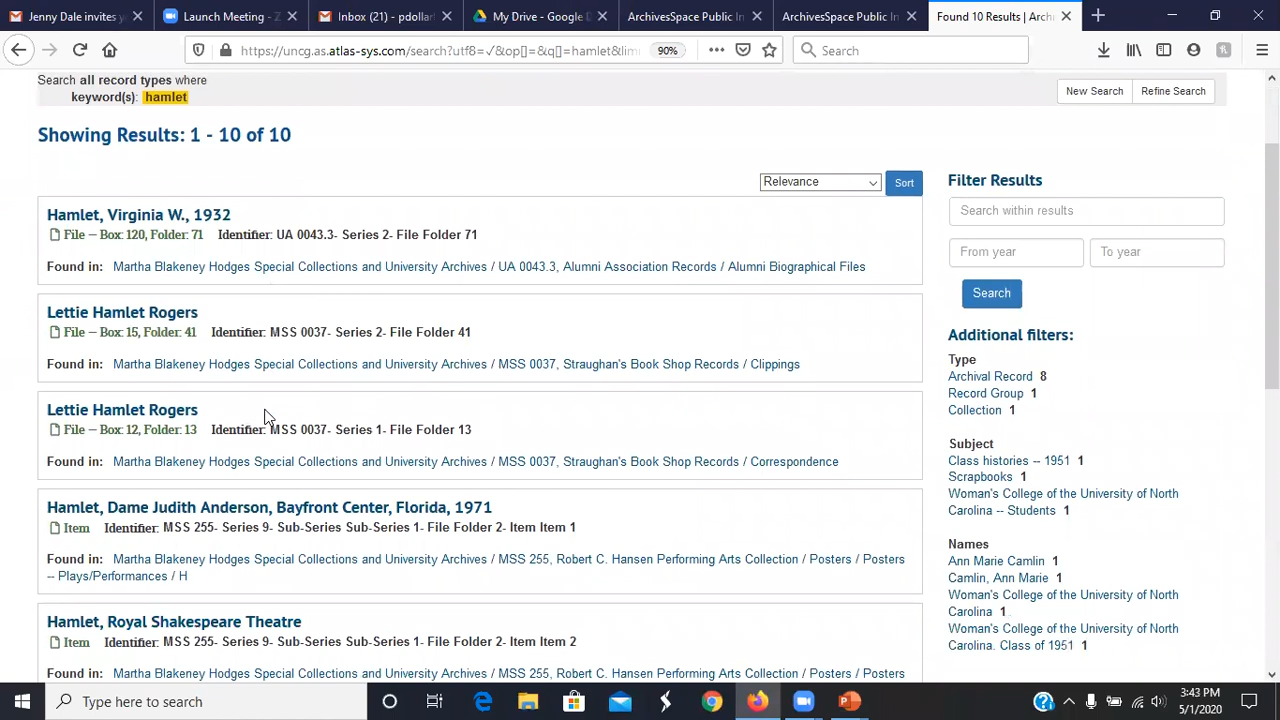 Jenny Dale invites y
Launch Meeting - Z
Inbox (21) - pdollar
My Drive - Google D
ArchivesSpace Public In
ArchivesSpace Public In
Found 10 Results | Arch
https://uncg.as.atlas-sys.com/search?utf8=✓&op[]=&q[]=hamlet&lim
90%
Search
Search all record types where
keyword(s): hamlet
New Search
Refine Search
Showing Results: 1 - 10 of 10
Relevance
Sort
Hamlet, Virginia W., 1932
File — Box: 120, Folder: 71 Identifier: UA 0043.3- Series 2- File Folder 71
Found in: Martha Blakeney Hodges Special Collections and University Archives / UA 0043.3, Alumni Association Records / Alumni Biographical Files
Lettie Hamlet Rogers
File — Box: 15, Folder: 41 Identifier: MSS 0037- Series 2- File Folder 41
Found in: Martha Blakeney Hodges Special Collections and University Archives / MSS 0037, Straughan's Book Shop Records / Clippings
Lettie Hamlet Rogers
File — Box: 12, Folder: 13 Identifier: MSS 0037- Series 1- File Folder 13
Found in: Martha Blakeney Hodges Special Collections and University Archives / MSS 0037, Straughan's Book Shop Records / Correspondence
Hamlet, Dame Judith Anderson, Bayfront Center, Florida, 1971
Item Identifier: MSS 255- Series 9- Sub-Series Sub-Series 1- File Folder 2- Item Item 1
Found in: Martha Blakeney Hodges Special Collections and University Archives / MSS 255, Robert C. Hansen Performing Arts Collection / Posters / Posters
-- Plays/Performances / H
Hamlet, Royal Shakespeare Theatre
Item Identifier: MSS 255- Series 9- Sub-Series Sub-Series 1- File Folder 2- Item Item 2
Found in: Martha Blakeney Hodges Special Collections and University Archives / MSS 255, Robert C. Hansen Performing Arts Collection / Posters / Posters
Filter Results
Search within results
From year
To year
Search
Additional filters:
Type
Archival Record 8
Record Group 1
Collection 1
Subject
Class histories -- 1951 1
Scrapbooks 1
Woman's College of the University of North
Carolina -- Students 1
Names
Ann Marie Camlin 1
Camlin, Ann Marie 1
Woman's College of the University of North
Carolina 1
Woman's College of the University of North
Carolina. Class of 1951 1
Type here to search
3:43 PM
5/1/2020